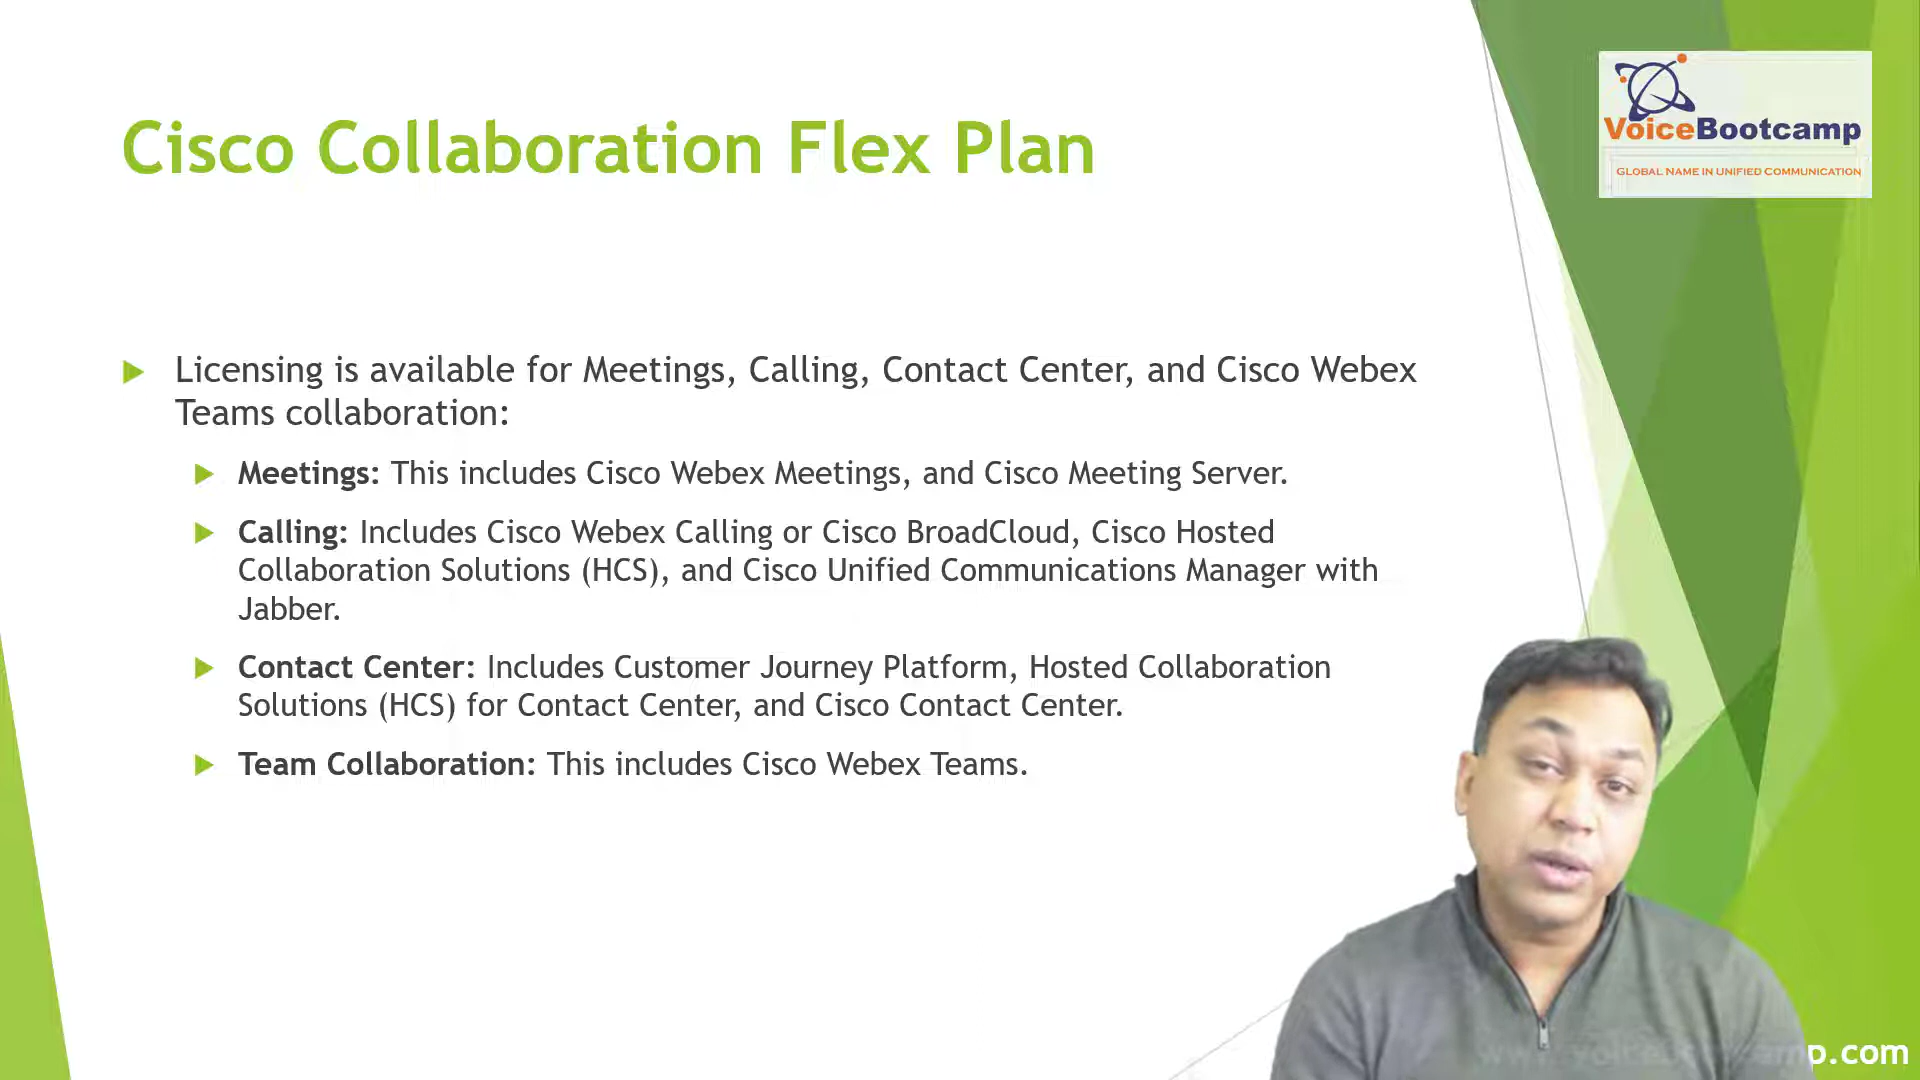 VoiceBootcamp
GLOBAL NAME IN UNIFIED COMMUNICATION
Cisco Collaboration Flex Plan
Licensing is available for Meetings, Calling, Contact Center, and Cisco Webex
Teams collaboration:
Meetings: This includes Cisco Webex Meetings, and Cisco Meeting Server.
Calling: Includes Cisco Webex Calling or Cisco BroadCloud, Cisco Hosted
Collaboration Solutions (HCS), and Cisco Unified Communications Manager with
Jabber.
Contact Center: Includes Customer Journey Platform, Hosted Collaboration
Solutions (HCS) for Contact Center, and Cisco Contact Center.
Team Collaboration: This includes Cisco Webex Teams.
p.com